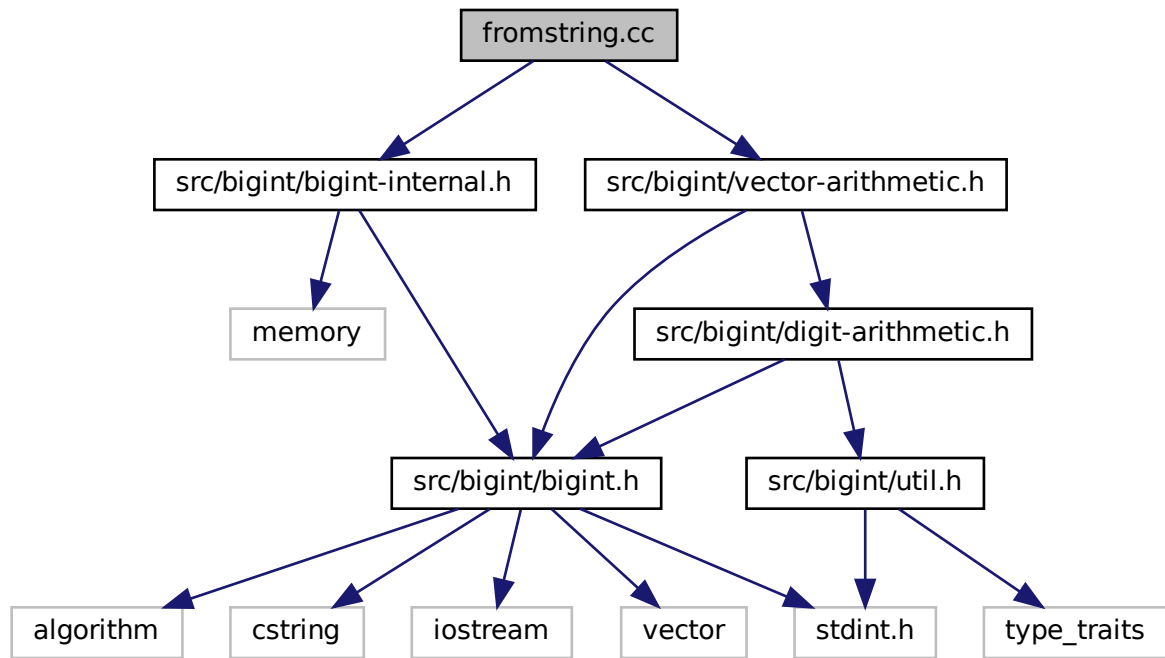 fromstring.cc
src/bigint/bigint-internal.h
src/bigint/vector-arithmetic.h
memory
src/bigint/digit-arithmetic.h
src/bigint/bigint.h
src/bigint/util.h
algorithm
cstring
iostream
vector
stdint.h
type_traits